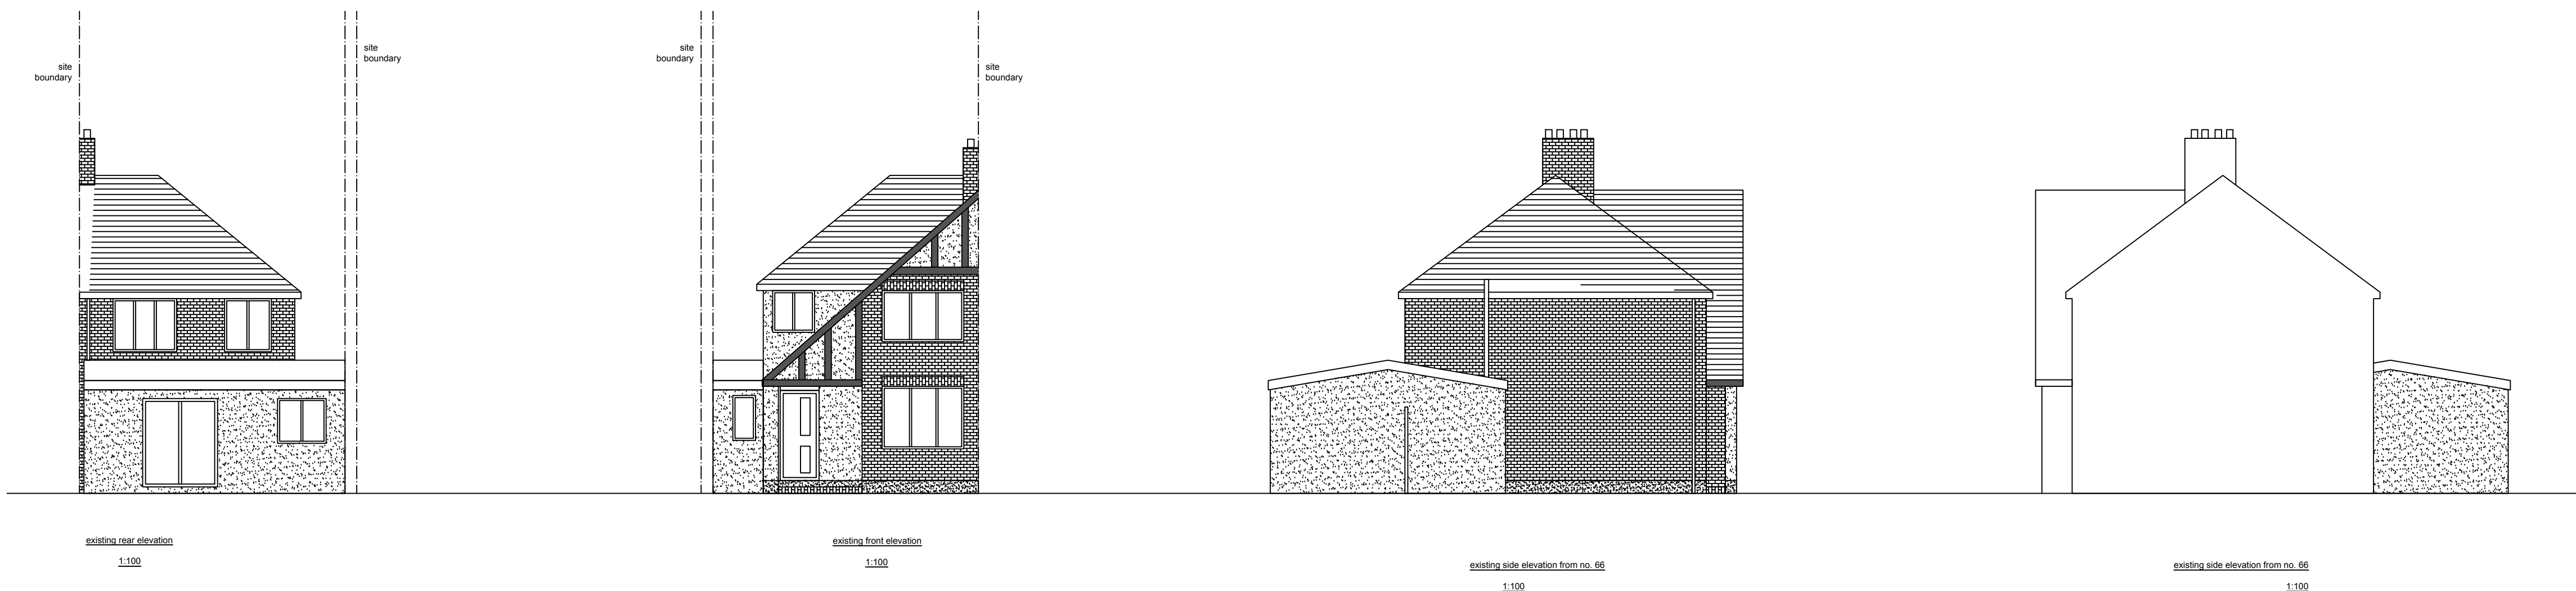 site
boundary
site
boundary
site
boundary
site
boundary
existing rear elevation
1:100
existing front elevation
1:100
existing side elevation from no. 66
1:100
existing side elevation from no. 66
1:100